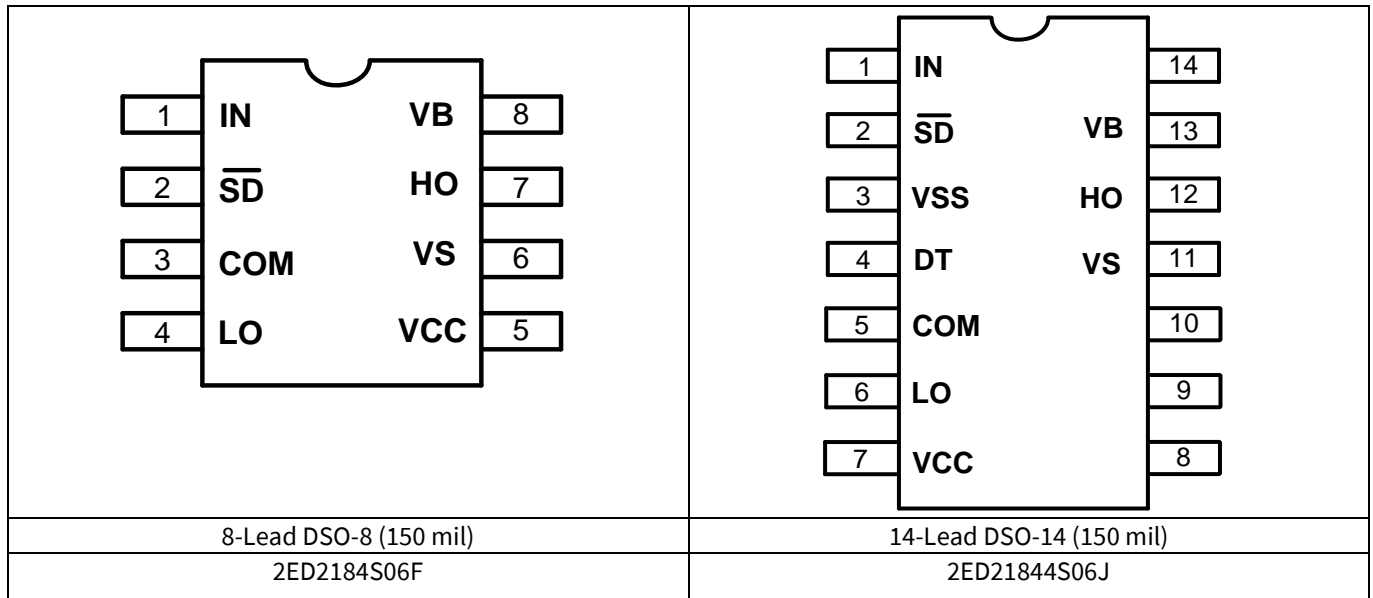 1 IN VB 8
2 SD HO 7
3 COM VS 6
4 LO VCC 5
1 IN 14
2 SD VB 13
3 VSS HO 12
4 DT VS 11
5 COM 10
6 LO 9
7 VCC 8
8-Lead DSO-8 (150 mil)
14-Lead DSO-14 (150 mil)
2ED2184S06F
2ED21844S06J